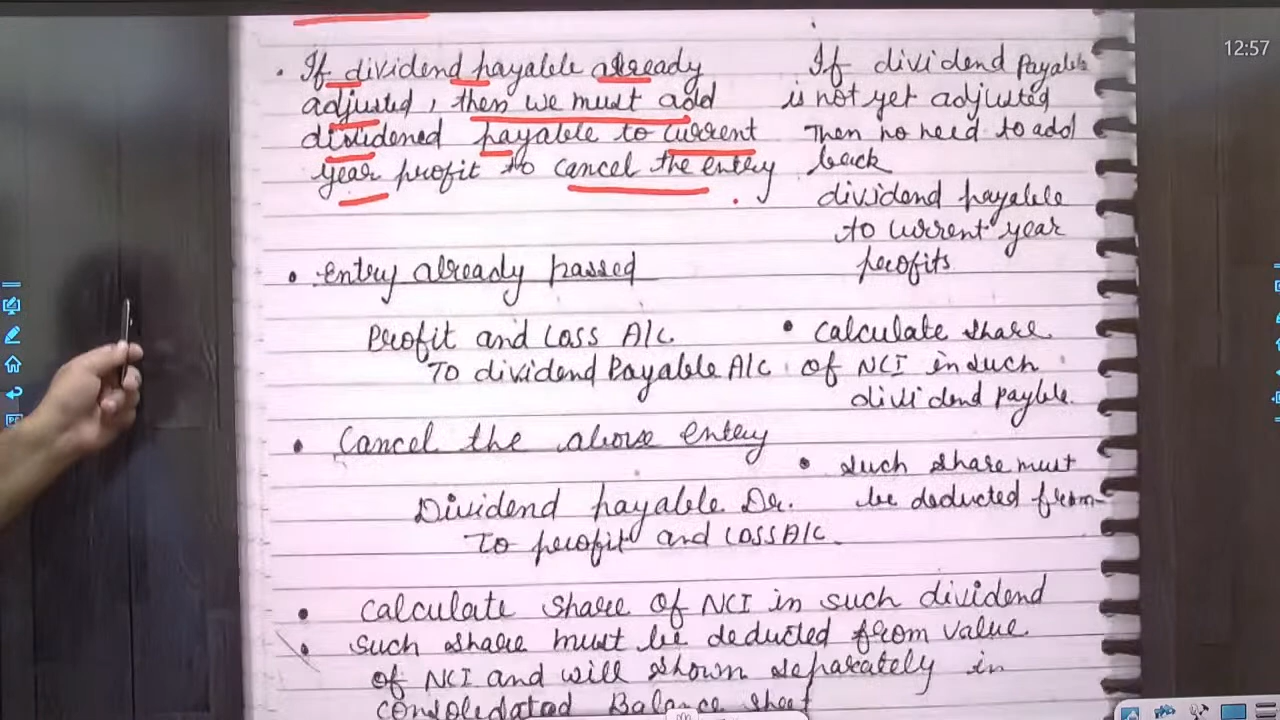 12:57
• If dividend payable already
adjusted, then we must add
dividened payable to current
year profit to cancel the entry
• entry already passed
Profit and Loss A/C
To dividend Payable A/C
• Cancel the above entry
Dividend payable Dr.
To profit and LOSS A/C
If dividend Payable
is not yet adjusted
Then no need to add
back
dividend payable
to current year
profits
• calculate share
of NCI in such
dividend payble
• such share must
be deducted from
• calculate share of NCI in such dividend
• such share must be deducted from value
of NCI and will shown separately in
consolidated Balance sheet